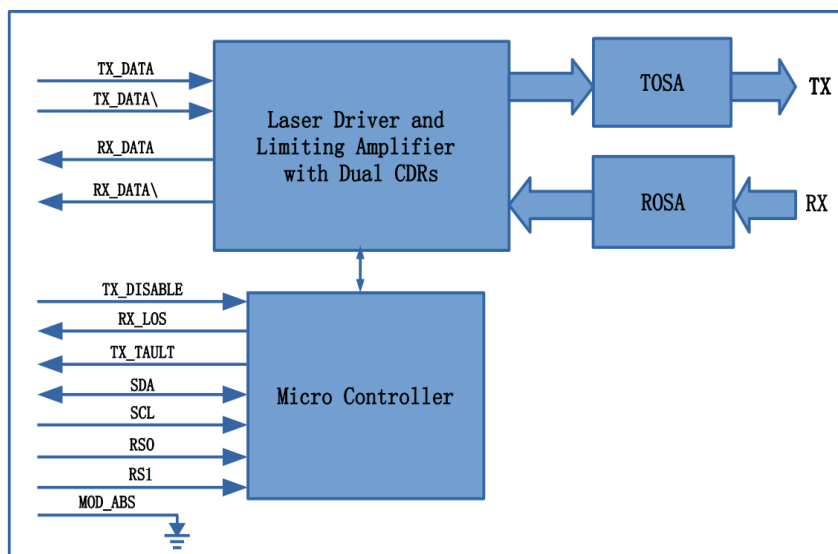 TX_DATA
TX_DATA\
RX_DATA
RX_DATA\
Laser Driver and
Limiting Amplifier
with Dual CDRs
TOSA
TX
ROSA
RX
TX_DISABLE
RX_LOS
TX_TAULT
SDA
SCL
RS0
RS1
MOD_ABS
Micro Controller